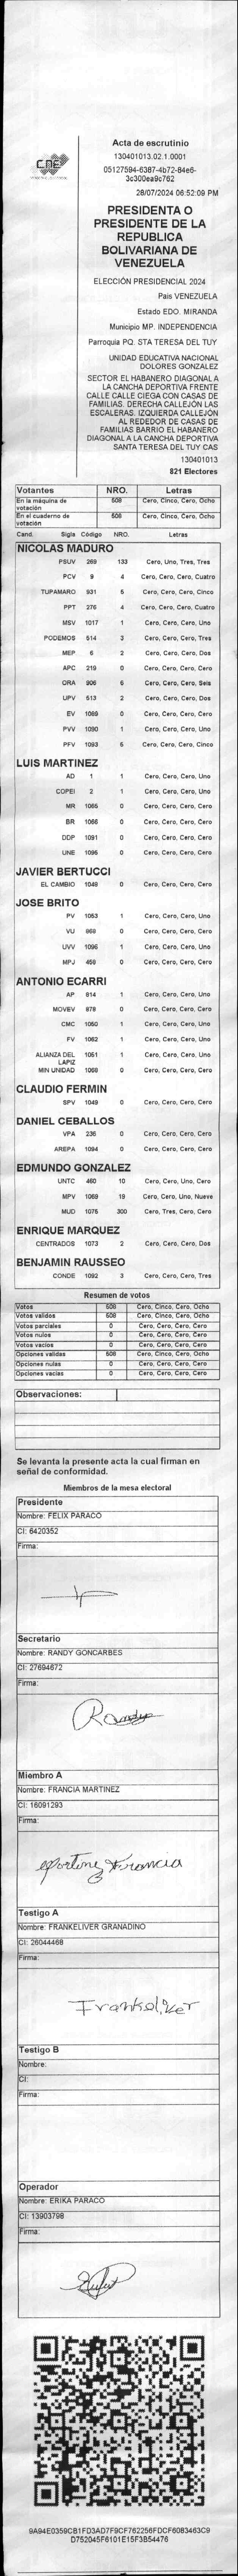 CDE
Acta de escrutinio
130401013.02.1.0001
05127594-6387-4b72-84e6-
3c300ea9c762
28/07/2024 06:52:09 PM
PRESIDENTA O
PRESIDENTE DE LA
REPUBLICA
BOLIVARIANA DE
VENEZUELA
ELECCIÓN PRESIDENCIAL 2024
Pais VENEZUELA
Estado EDO. MIRANDA
Municipio MP. INDEPENDENCIA
Parroquia PQ. STA TERESA DEL TUY
UNIDAD EDUCATIVA NACIONAL
DOLORES GONZALEZ
SECTOR EL HABANERO DIAGONAL A
LA CANCHA DEPORTIVA FRENTE
CALLE CALLE CIEGA CON CASAS DE
FAMILIAS. DERECHA CALLEJÓN LAS
ESCALERAS. IZQUIERDA CALLEJÓN
AL REDEDOR DE CASAS DE
FAMILIAS BARRIO EL HABANERO
DIAGONAL A LA CANCHA DEPORTIVA
SANTA TERESA DEL TUY CAS
130401013
821 Electores
Votantes NRO. Letras
En la máquina de votación 508 Cero, Cinco, Cero, Ocho
En el cuaderno de votación 508 Cero, Cinco, Cero, Ocho
Cand. Sigla Código NRO. Letras
NICOLAS MADURO
PSUV 269 133 Cero, Uno, Tres, Tres
PCV 9 4 Cero, Cero, Cero, Cuatro
TUPAMARO 931 5 Cero, Cero, Cero, Cinco
PPT 276 4 Cero, Cero, Cero, Cuatro
MSV 1017 1 Cero, Cero, Cero, Uno
PODEMOS 514 3 Cero, Cero, Cero, Tres
MEP 6 2 Cero, Cero, Cero, Dos
APC 219 0 Cero, Cero, Cero, Cero
ORA 906 6 Cero, Cero, Cero, Seis
UPV 513 2 Cero, Cero, Cero, Dos
EV 1089 0 Cero, Cero, Cero, Cero
PVV 1090 1 Cero, Cero, Cero, Uno
PFV 1093 5 Cero, Cero, Cero, Cinco
LUIS MARTINEZ
AD 1 1 Cero, Cero, Cero, Uno
COPEI 2 1 Cero, Cero, Cero, Uno
MR 1065 0 Cero, Cero, Cero, Cero
BR 1066 0 Cero, Cero, Cero, Cero
DDP 1091 0 Cero, Cero, Cero, Cero
UNE 1095 0 Cero, Cero, Cero, Cero
JAVIER BERTUCCI
EL CAMBIO 1048 0 Cero, Cero, Cero, Cero
JOSE BRITO
PV 1053 1 Cero, Cero, Cero, Uno
VU 968 0 Cero, Cero, Cero, Cero
UVV 1096 1 Cero, Cero, Cero, Uno
MPJ 458 0 Cero, Cero, Cero, Cero
ANTONIO ECARRI
AP 814 1 Cero, Cero, Cero, Uno
MOVEV 978 0 Cero, Cero, Cero, Cero
CMC 1050 1 Cero, Cero, Cero, Uno
FV 1062 1 Cero, Cero, Cero, Uno
ALIANZA DEL LAPIZ 1051 1 Cero, Cero, Cero, Uno
MIN UNIDAD 1068 0 Cero, Cero, Cero, Cero
CLAUDIO FERMIN
SPV 1049 0 Cero, Cero, Cero, Cero
DANIEL CEBALLOS
VPA 236 0 Cero, Cero, Cero, Cero
AREPA 1094 0 Cero, Cero, Cero, Cero
EDMUNDO GONZALEZ
UNTC 460 10 Cero, Cero, Uno, Cero
MPV 1069 19 Cero, Cero, Uno, Nueve
MUD 1075 300 Cero, Tres, Cero, Cero
ENRIQUE MARQUEZ
CENTRADOS 1073 2 Cero, Cero, Cero, Dos
BENJAMIN RAUSSEO
CONDE 1092 3 Cero, Cero, Cero, Tres
Resumen de votos
Votos 508 Cero, Cinco, Cero, Ocho
Votos validos 508 Cero, Cinco, Cero, Ocho
Votos parciales 0 Cero, Cero, Cero, Cero
Votos nulos 0 Cero, Cero, Cero, Cero
Votos vacios 0 Cero, Cero, Cero, Cero
Opciones validas 508 Cero, Cinco, Cero, Ocho
Opciones nulas 0 Cero, Cero, Cero, Cero
Opciones vacias 0 Cero, Cero, Cero, Cero
Observaciones:
Se levanta la presente acta la cual firman en
señal de conformidad.
Miembros de la mesa electoral
Presidente
Nombre: FELIX PARACO
CI: 6420352
Firma:
Secretario
Nombre: RANDY GONCARBES
CI: 27694672
Firma:
Randy
Miembro A
Nombre: FRANCIA MARTINEZ
CI: 16091293
Firma:
Martinez Francia
Testigo A
Nombre: FRANKELIVER GRANADINO
CI: 26044468
Firma:
Frankeliver
Testigo B
Nombre:
CI:
Firma:
Operador
Nombre: ERIKA PARACO
CI: 13903798
Firma:
9A94E0359CB1FD3AD7F9CF762256FDCF6083463C9
D752045F6101E15F3B54476